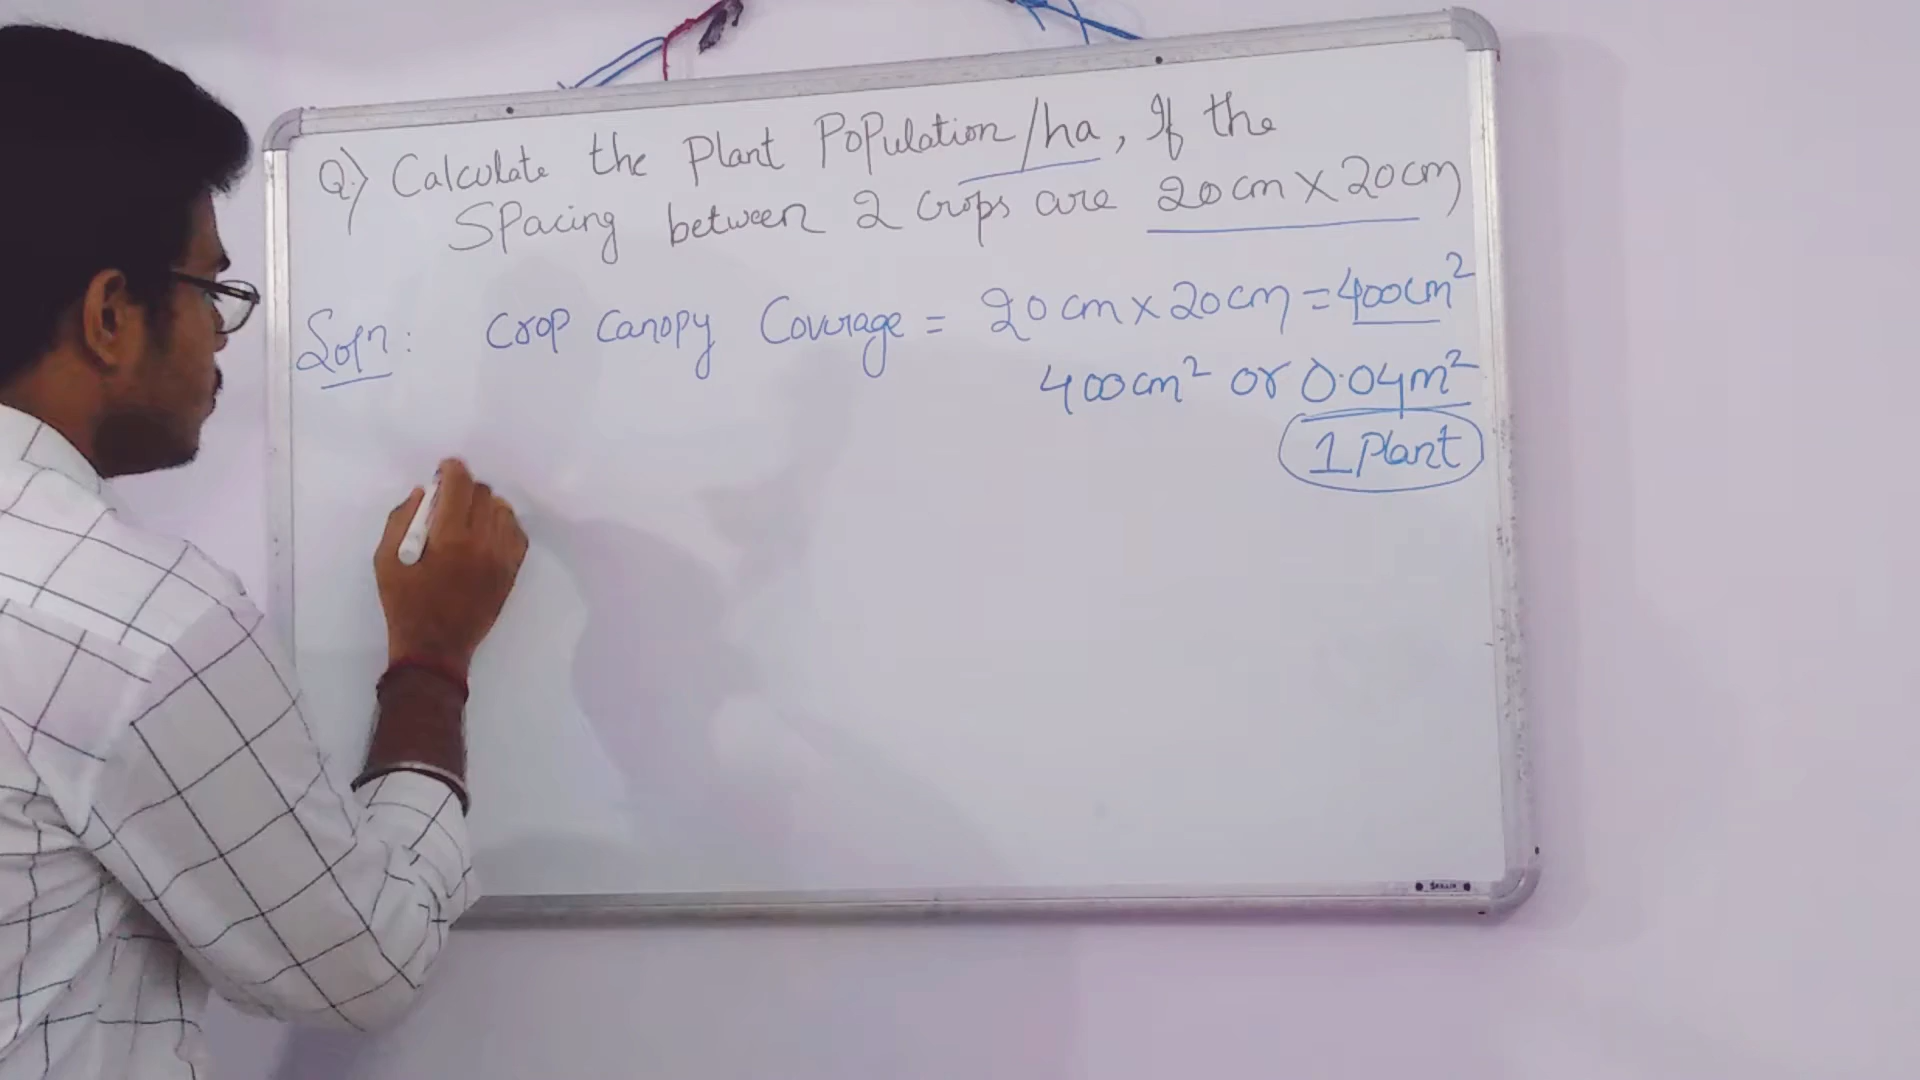 Q.) Calculate the Plant Population/ha, If the
Spacing between 2 crops are 20cm x 20cm
Soln: Crop Canopy Coverage = 20cm x 20cm = 400cm²
400cm² or 0.04m²
1 Plant